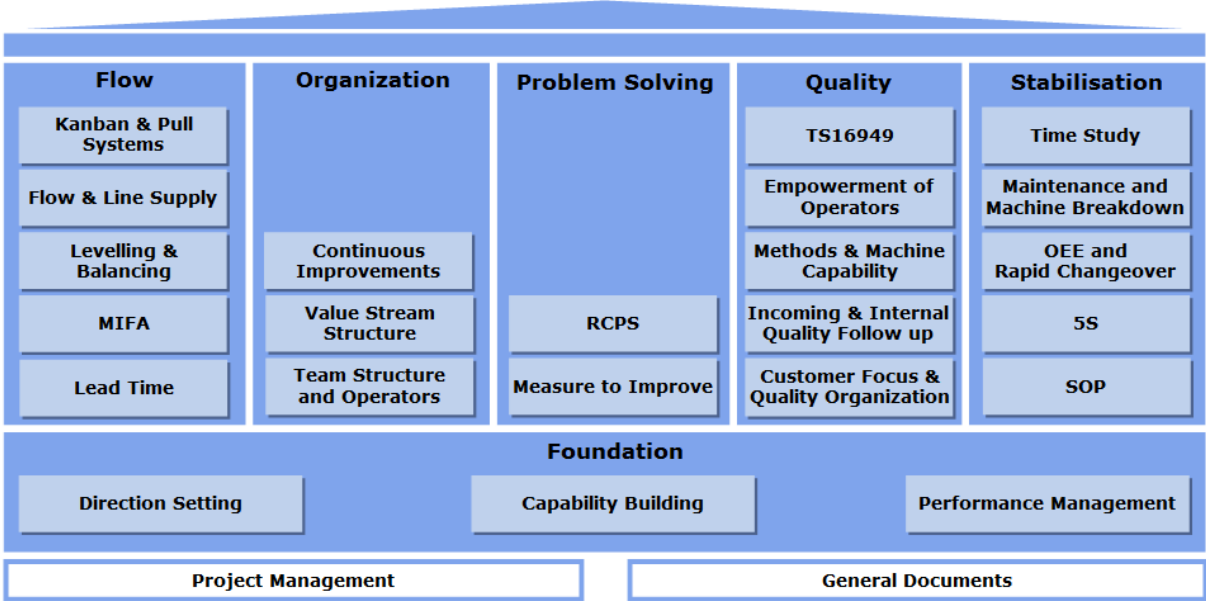 Flow
Kanban & Pull
Systems
Flow & Line Supply
Levelling &
Balancing
MIFA
Lead Time
Organization
Continuous
Improvements
Value Stream
Structure
Team Structure
and Operators
Problem Solving
RCPS
Measure to Improve
Quality
TS16949
Empowerment of
Operators
Methods & Machine
Capability
Incoming & Internal
Quality Follow up
Customer Focus &
Quality Organization
Stabilisation
Time Study
Maintenance and
Machine Breakdown
OEE and
Rapid Changeover
5S
SOP
Foundation
Direction Setting
Capability Building
Performance Management
Project Management
General Documents